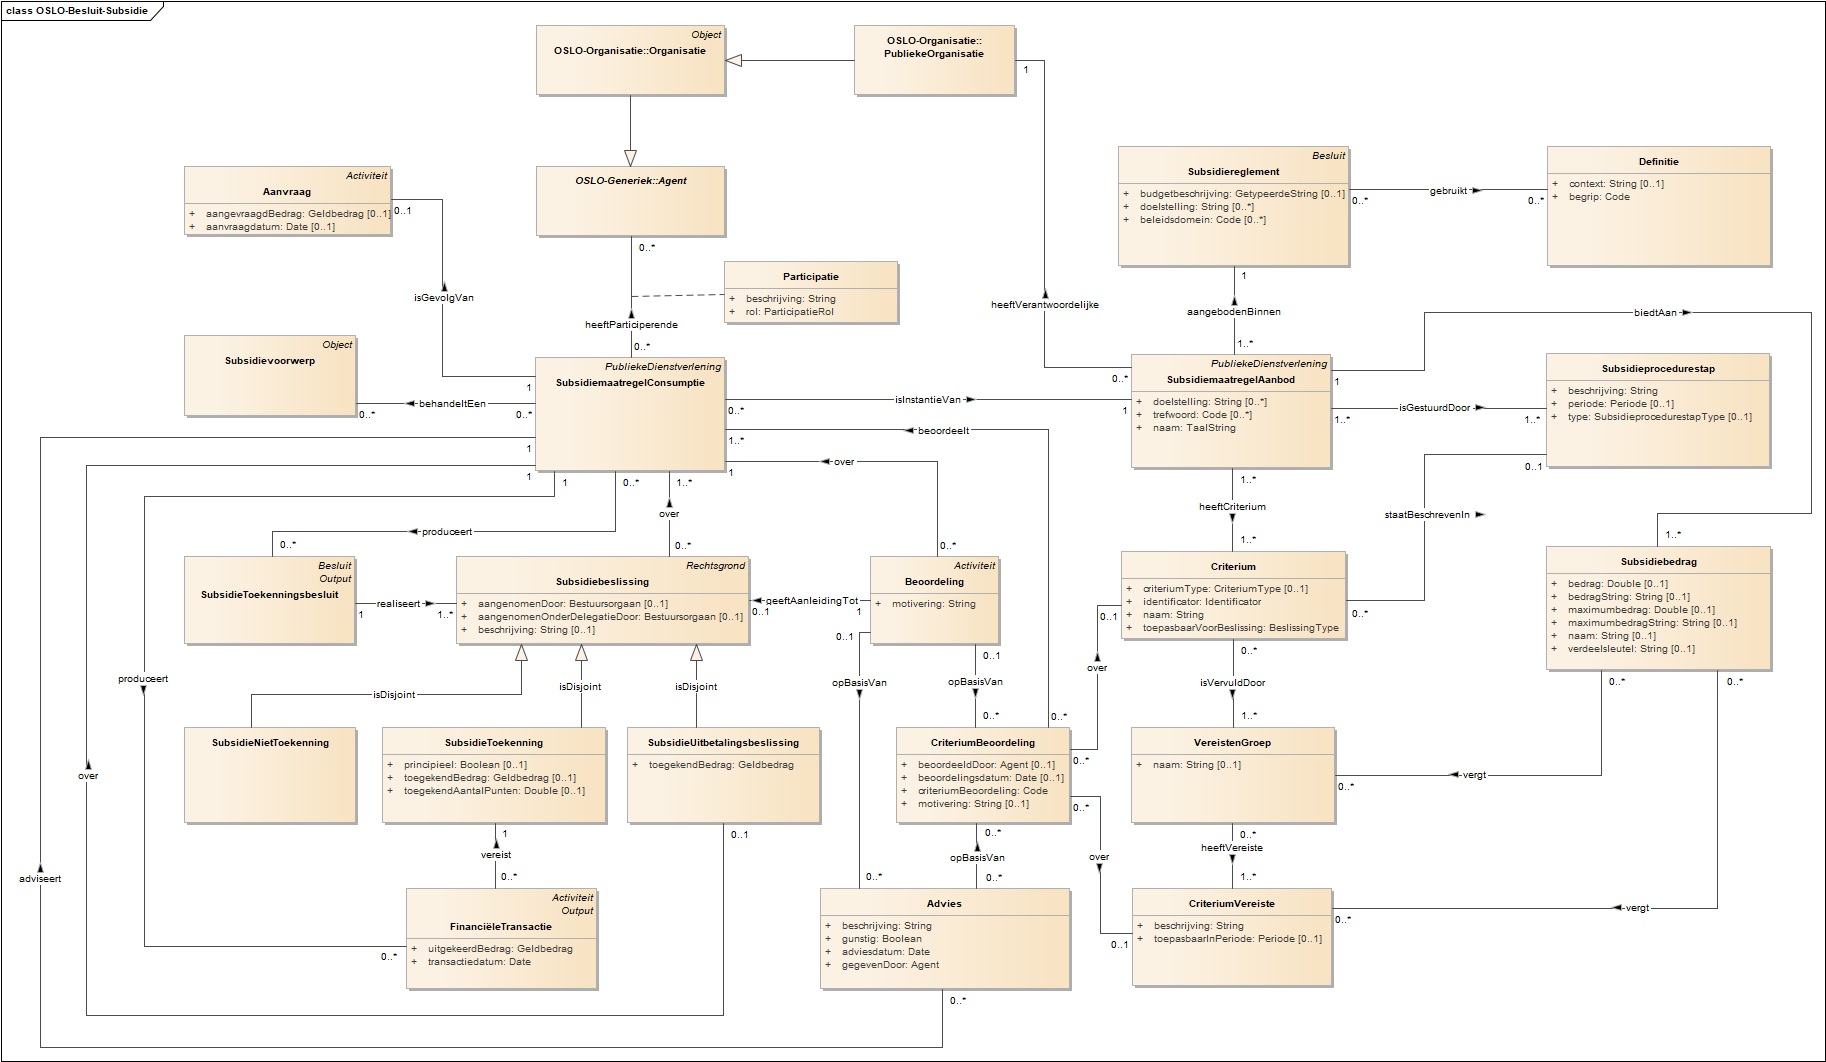 class OSLO-Besluit-Subsidie
Object
OSLO-Organisatie::Organisatie
OSLO-Organisatie::
PubliekeOrganisatie
1
Activiteit
Aanvraag
+ aangevraagdBedrag: Geldbedrag [0..1]
+ aanvraagdatum: Date [0..1]
0..1
OSLO-Generiek::Agent
0..*
Besluit
Subsidiereglement
+ budgetbeschrijving: GetypeerdeString [0..1]
+ doelstelling: String [0..*]
+ beleidsdomein: Code [0..*]
0..*
gebruikt
0..*
Definitie
+ context: String [0..1]
+ begrip: Code
1
Participatie
+ beschrijving: String
+ rol: ParticipatieRol
isGevolgVan
heeftParticiperende
0..*
heeftVerantwoordelijke
aangebodenBinnen
1..*
biedtAan
Object
Subsidievoorwerp
0..*
behandeltEen
0..*
1
PubliekeDienstverlening
SubsidiemaatregelConsumptie
0..*
isInstantieVan
1
0..*
PubliekeDienstverlening
SubsidiemaatregelAanbod
+ doelstelling: String [0..*]
+ trefwoord: Code [0..*]
+ naam: TaalString
1
1..*
isGestuurdDoor
1..*
Subsidieprocedurestap
+ beschrijving: String
+ periode: Periode [0..1]
+ type: SubsidieprocedurestapType [0..1]
0..1
1..*
beoordeelt
1
over
1
1
1
0..*
1..*
1..*
heeftCriterium
1..*
staatBeschrevenIn
1..*
produceert
0..*
over
0..*
0..*
Besluit
Output
SubsidieToekenningsbesluit
1
realiseert
1..*
Rechtsgrond
Subsidiebeslissing
+ aangenomenDoor: Bestuursorgaan [0..1]
+ aangenomenOnderDelegatieDoor: Bestuursorgaan [0..1]
+ beschrijving: String [0..1]
0..1
geeftAanleidingTot
1
Activiteit
Beoordeling
+ motivering: String
0..1
0..1
Criterium
+ criteriumType: CriteriumType [0..1]
+ identificator: Identificator
+ naam: String
+ toepasbaarVoorBeslissing: BeslissingType
0..1
0..*
0..*
Subsidiebedrag
+ bedrag: Double [0..1]
+ bedragString: String [0..1]
+ maximumbedrag: Double [0..1]
+ maximumbedragString: String [0..1]
+ naam: String [0..1]
+ verdeelsleutel: String [0..1]
0..*
0..*
produceert
isDisjoint
isDisjoint
isDisjoint
opBasisVan
opBasisVan
0..*
0..*
over
isVervuldDoor
1..*
SubsidieNietToekenning
SubsidieToekenning
+ principieel: Boolean [0..1]
+ toegekendBedrag: Geldbedrag [0..1]
+ toegekendAantalPunten: Double [0..1]
1
SubsidieUitbetalingsbeslissing
+ toegekendBedrag: Geldbedrag
0..1
CriteriumBeoordeling
+ beoordeeldDoor: Agent [0..1]
+ beoordelingsdatum: Date [0..1]
+ criteriumBeoordeling: Code
+ motivering: String [0..1]
0..*
0..*
0..*
VereistenGroep
+ naam: String [0..1]
0..*
vergt
0..*
over
vereist
0..*
0..*
opBasisVan
0..*
over
heeftVereiste
1..*
adviseert
Activiteit
Output
FinanciëleTransactie
+ uitgekeerdBedrag: Geldbedrag
+ transactiedatum: Date
0..*
Advies
+ beschrijving: String
+ gunstig: Boolean
+ adviesdatum: Date
+ gegevenDoor: Agent
0..*
0..1
CriteriumVereiste
+ beschrijving: String
+ toepasbaarInPeriode: Periode [0..1]
0..*
vergt